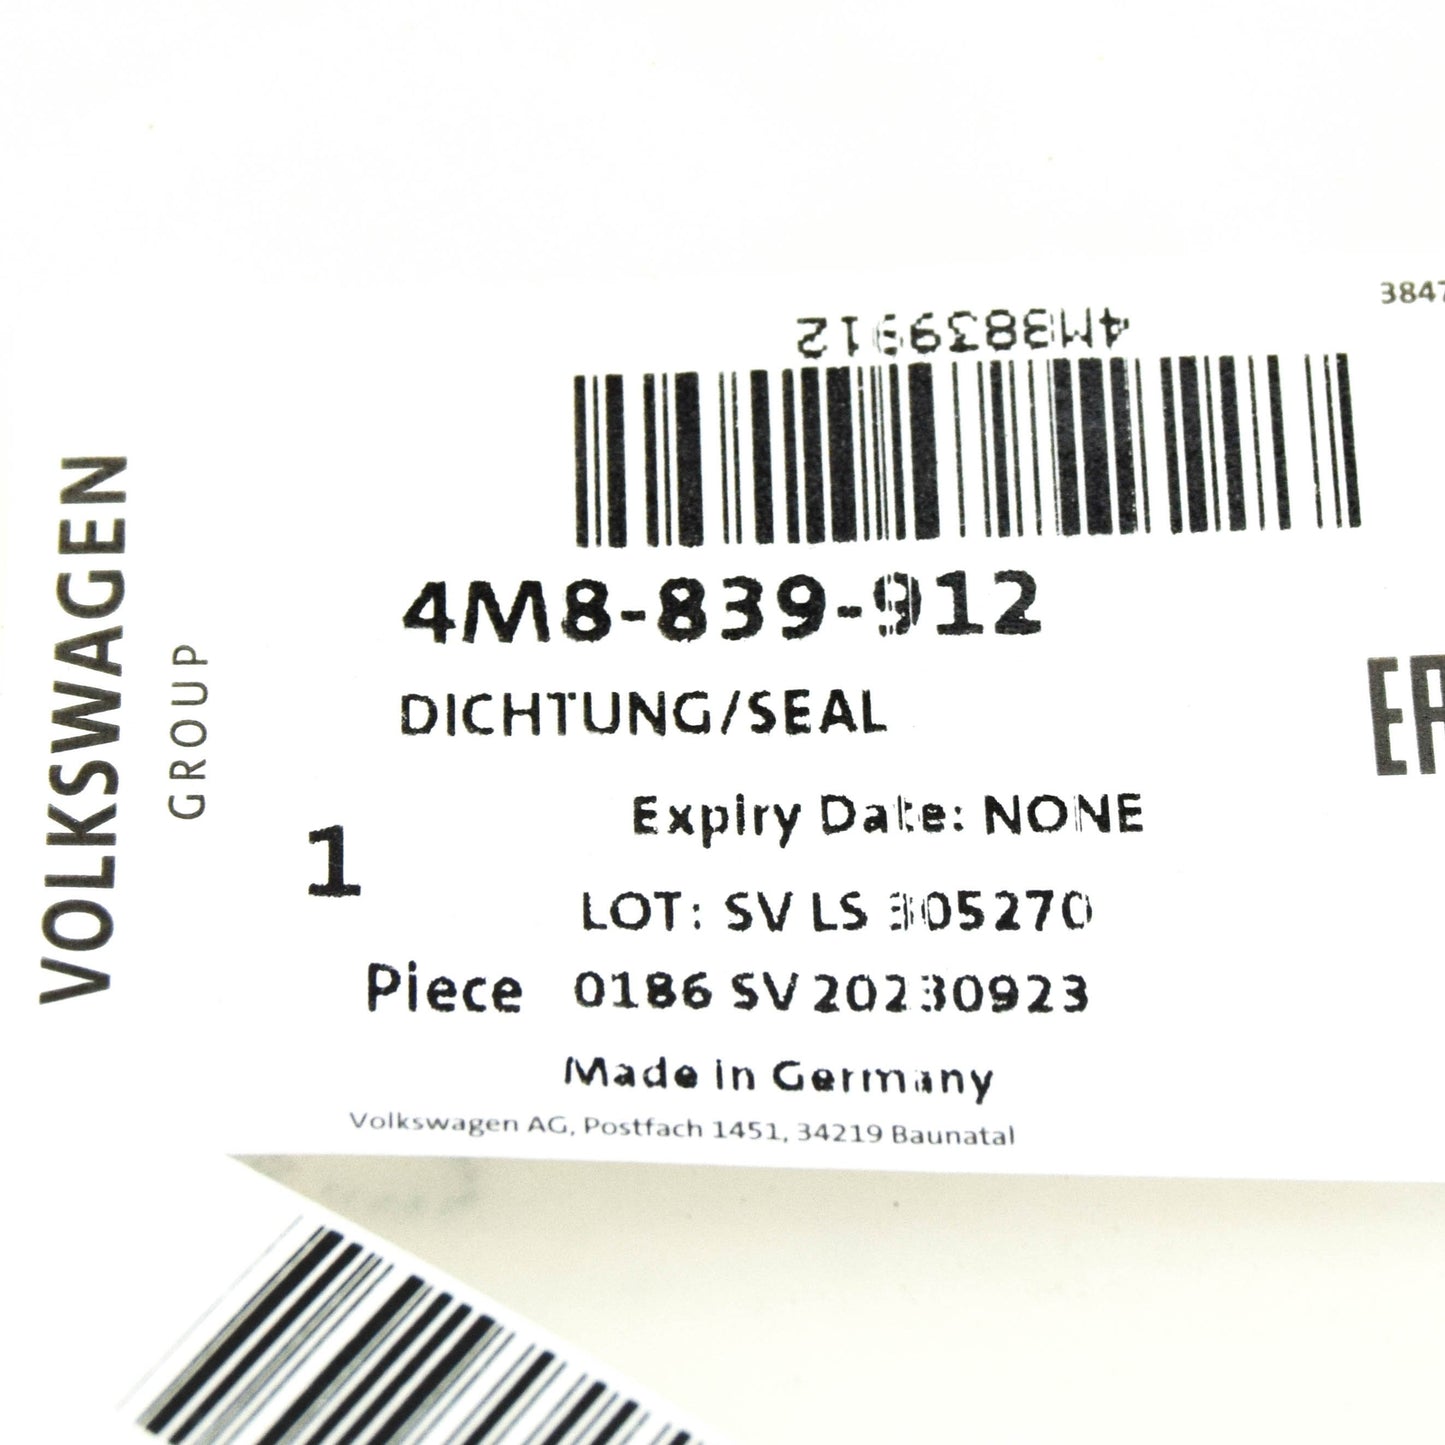 3847
4M8839912
VOLKSWAGEN
GROUP
4M8-839-912
DICHTUNG/SEAL
Expiry Date: NONE
1
LOT: SV LS 305270
Piece 0186 SV 20230923
Made in Germany
Volkswagen AG, Postfach 1451, 34219 Baunatal